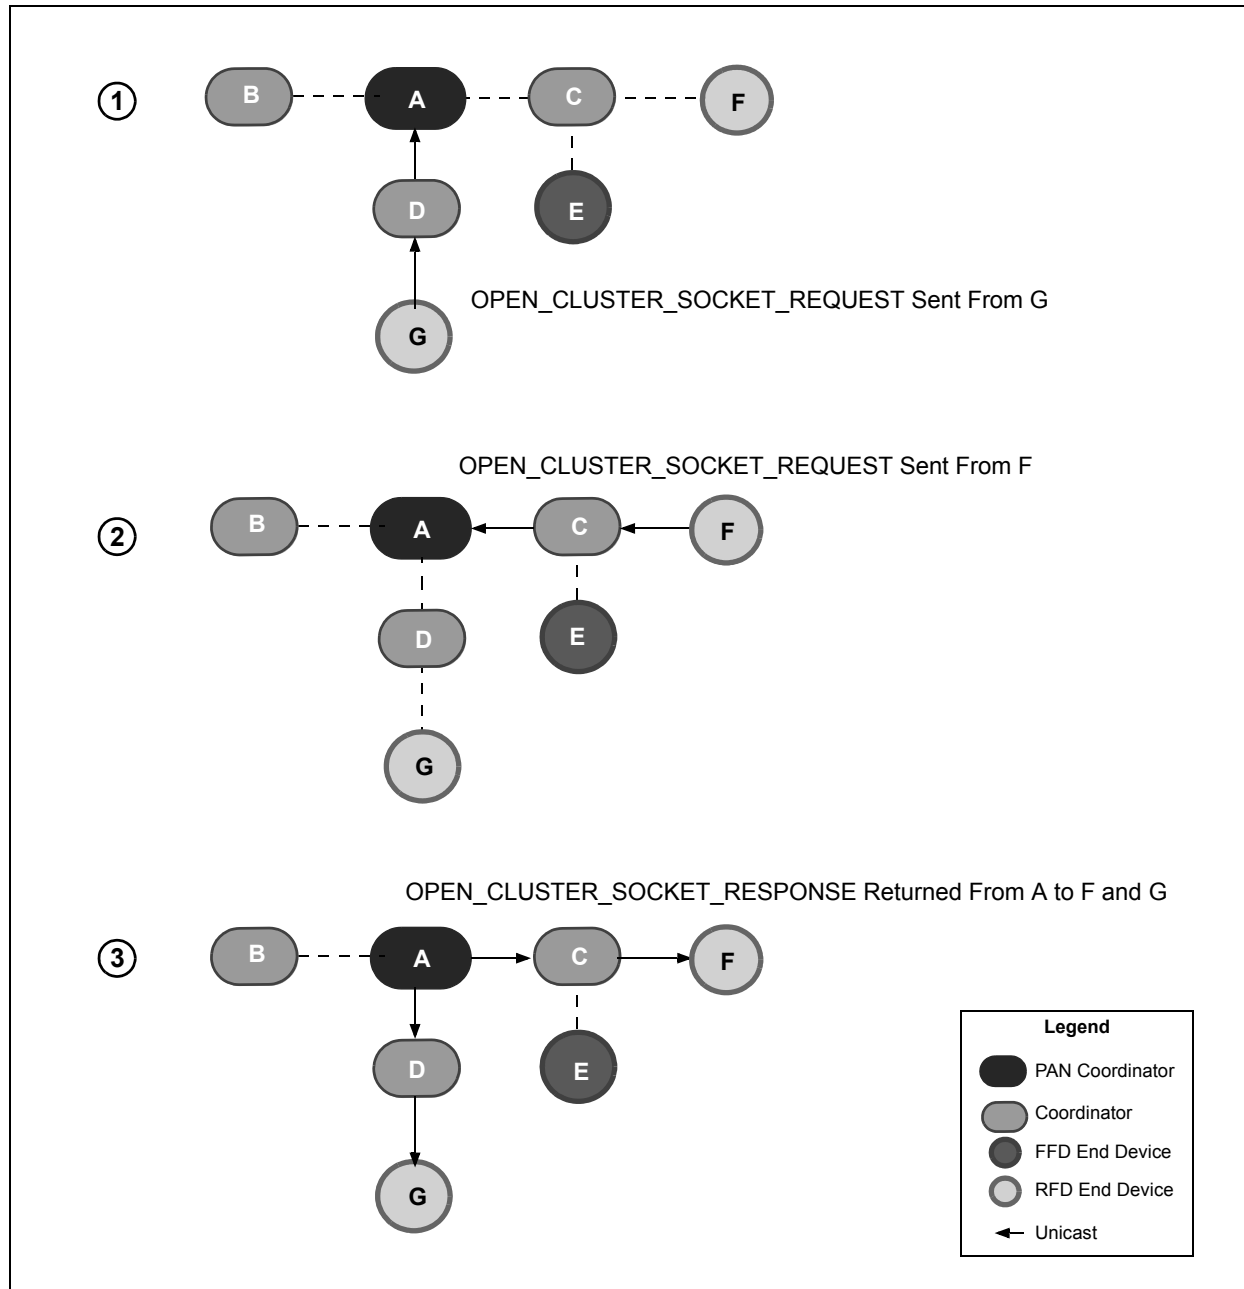 1
B
A
C
F
D
E
G
OPEN_CLUSTER_SOCKET_REQUEST Sent From G
OPEN_CLUSTER_SOCKET_REQUEST Sent From F
2
B
A
C
F
D
E
G
OPEN_CLUSTER_SOCKET_RESPONSE Returned From A to F and G
3
B
A
C
F
D
E
G
Legend
PAN Coordinator
Coordinator
FFD End Device
RFD End Device
Unicast